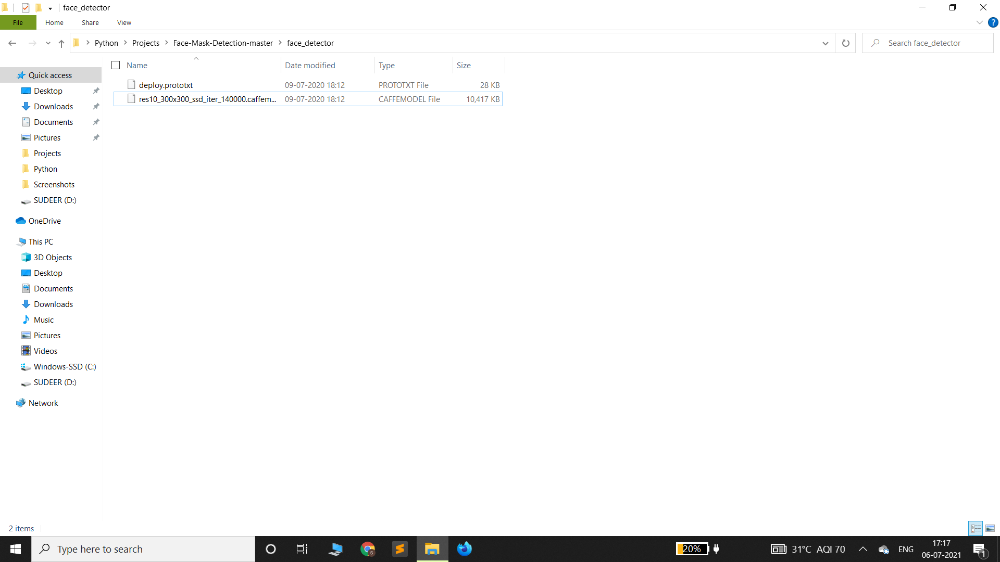 face_detector
File Home Share View
Python Projects Face-Mask-Detection-master face_detector
Search face_detector
Name Date modified Type Size
deploy.prototxt 09-07-2020 18:12 PROTOTXT File 28 KB
res10_300x300_ssd_iter_140000.caffem... 09-07-2020 18:12 CAFFEMODEL File 10,417 KB
Quick access
Desktop
Downloads
Documents
Pictures
Projects
Python
Screenshots
SUDEER (D:)
OneDrive
This PC
3D Objects
Desktop
Documents
Downloads
Music
Pictures
Videos
Windows-SSD (C:)
SUDEER (D:)
Network
2 items
Type here to search
S
20%
31°C AQI 70
ENG
17:17
06-07-2021
1